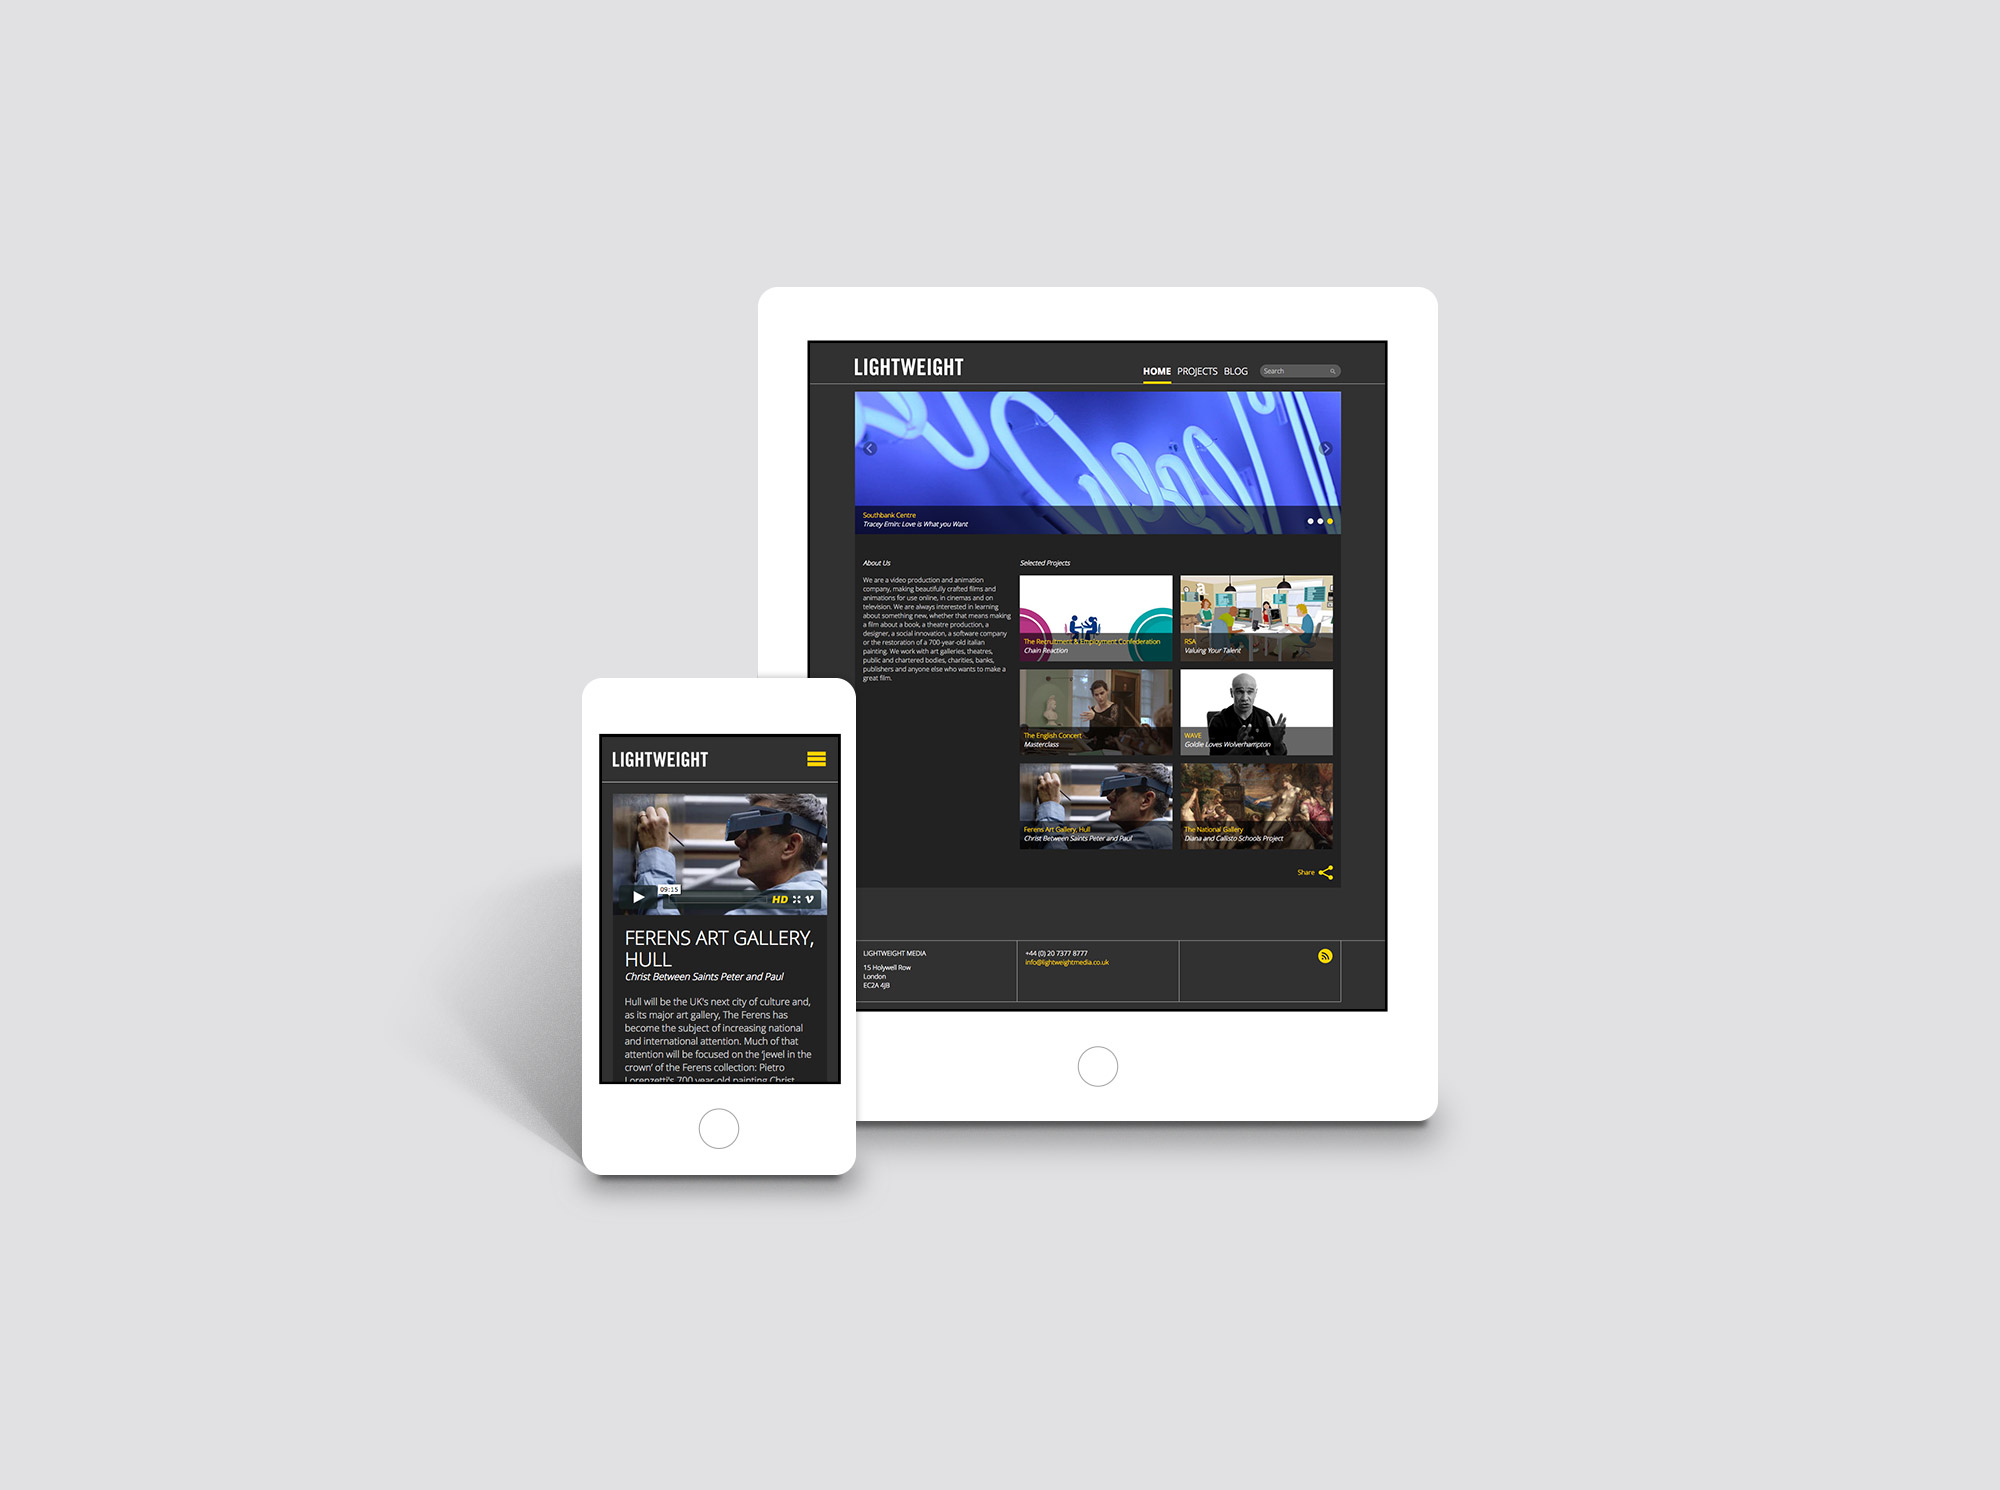 LIGHTWEIGHT
HOME PROJECTS BLOG Search
Southbank Centre
Tracey Emin: Love is What you Want
About Us
We are a video production and animation
company, making beautifully crafted films and
animations for use online, in cinemas and on
television. We are always interested in learning
about something new, whether that means making
a film about a book, a theatre production, a
designer, a social innovation, a software company
or the restoration of a 700-year-old italian
painting. We work with art galleries, theatres,
public and chartered bodies, charities, banks,
publishers and anyone else who wants to make a
great film.
Selected Projects
The Recruitment & Employment Confederation
Chain Reaction
RSA
Valuing Your Talent
The English Concert
Masterclass
WAVE
Goldie Loves Wolverhampton
Ferens Art Gallery, Hull
Christ Between Saints Peter and Paul
The National Gallery
Diana and Callisto Schools Project
Share
LIGHTWEIGHT MEDIA
15 Holywell Row
London
EC2A 4JB
+44 (0) 20 7377 8777
info@lightweightmedia.co.uk
LIGHTWEIGHT
09:15
HD
FERENS ART GALLERY,
HULL
Christ Between Saints Peter and Paul
Hull will be the UK's next city of culture and,
as its major art gallery, The Ferens has
become the subject of increasing national
and international attention. Much of that
attention will be focused on the 'jewel in the
crown' of the Ferens collection: Pietro
Lorenzetti's 700 year-old painting Christ